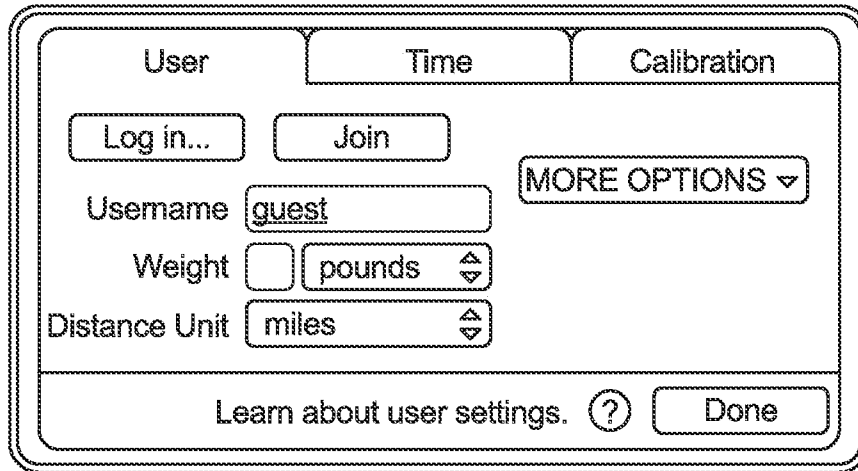 User Time Calibration
Log in... Join
MORE OPTIONS
Username guest
Weight pounds
Distance Unit miles
Learn about user settings. ? Done